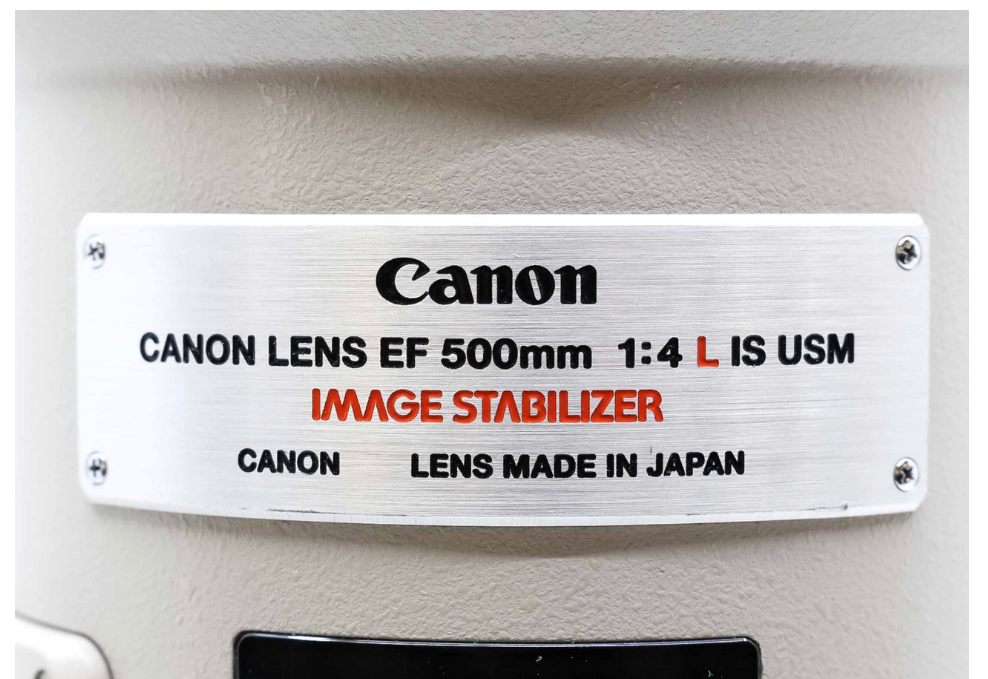 Canon
CANON LENS EF 500mm 1:4 L IS USM
IMAGE STABILIZER
CANON LENS MADE IN JAPAN